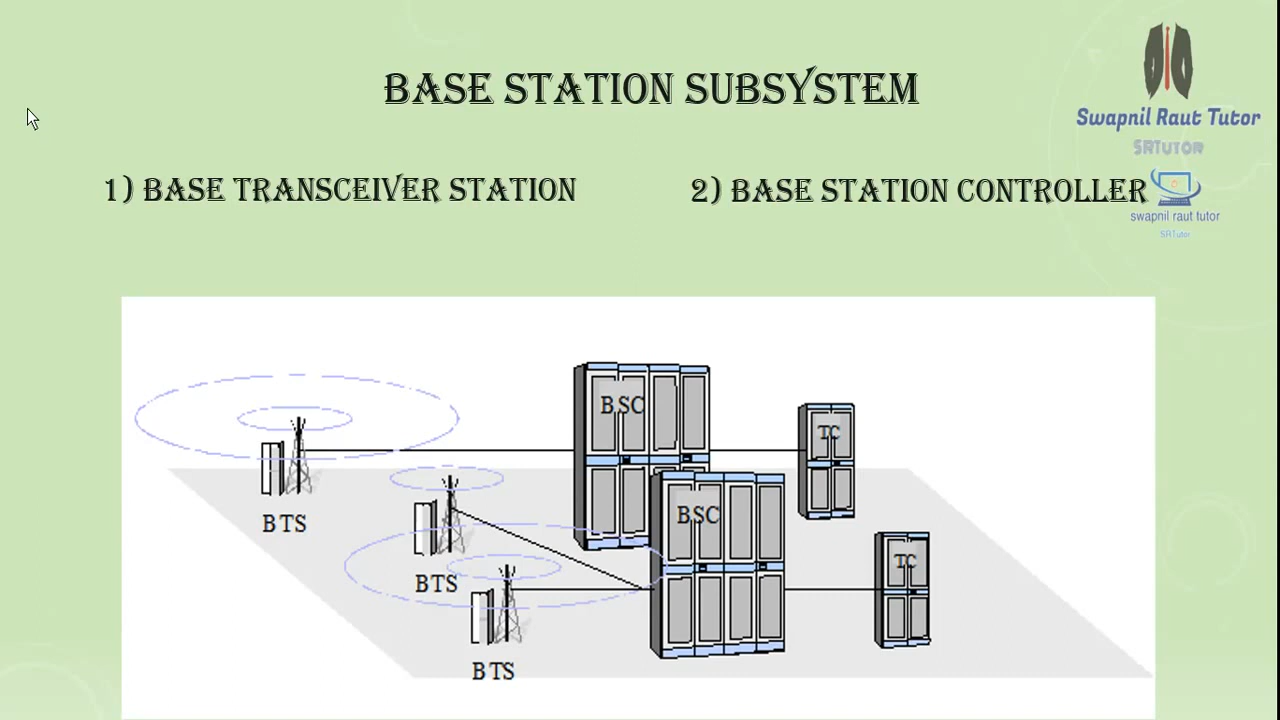 BASE STATION SUBSYSTEM
Swapnil Raut Tutor
SRTUTOR
1) BASE TRANSCEIVER STATION
2) BASE STATION CONTROLLER
swapnil raut tutor
SRTutor
BSC
TC
BTS
BSC
TC
BTS
BTS